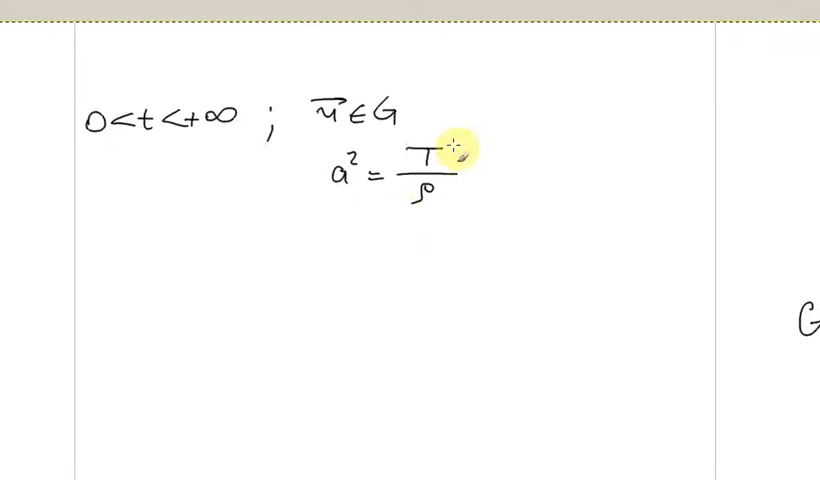 0<t<+∞ ; r⃗∈G
a² = T/ρ
G